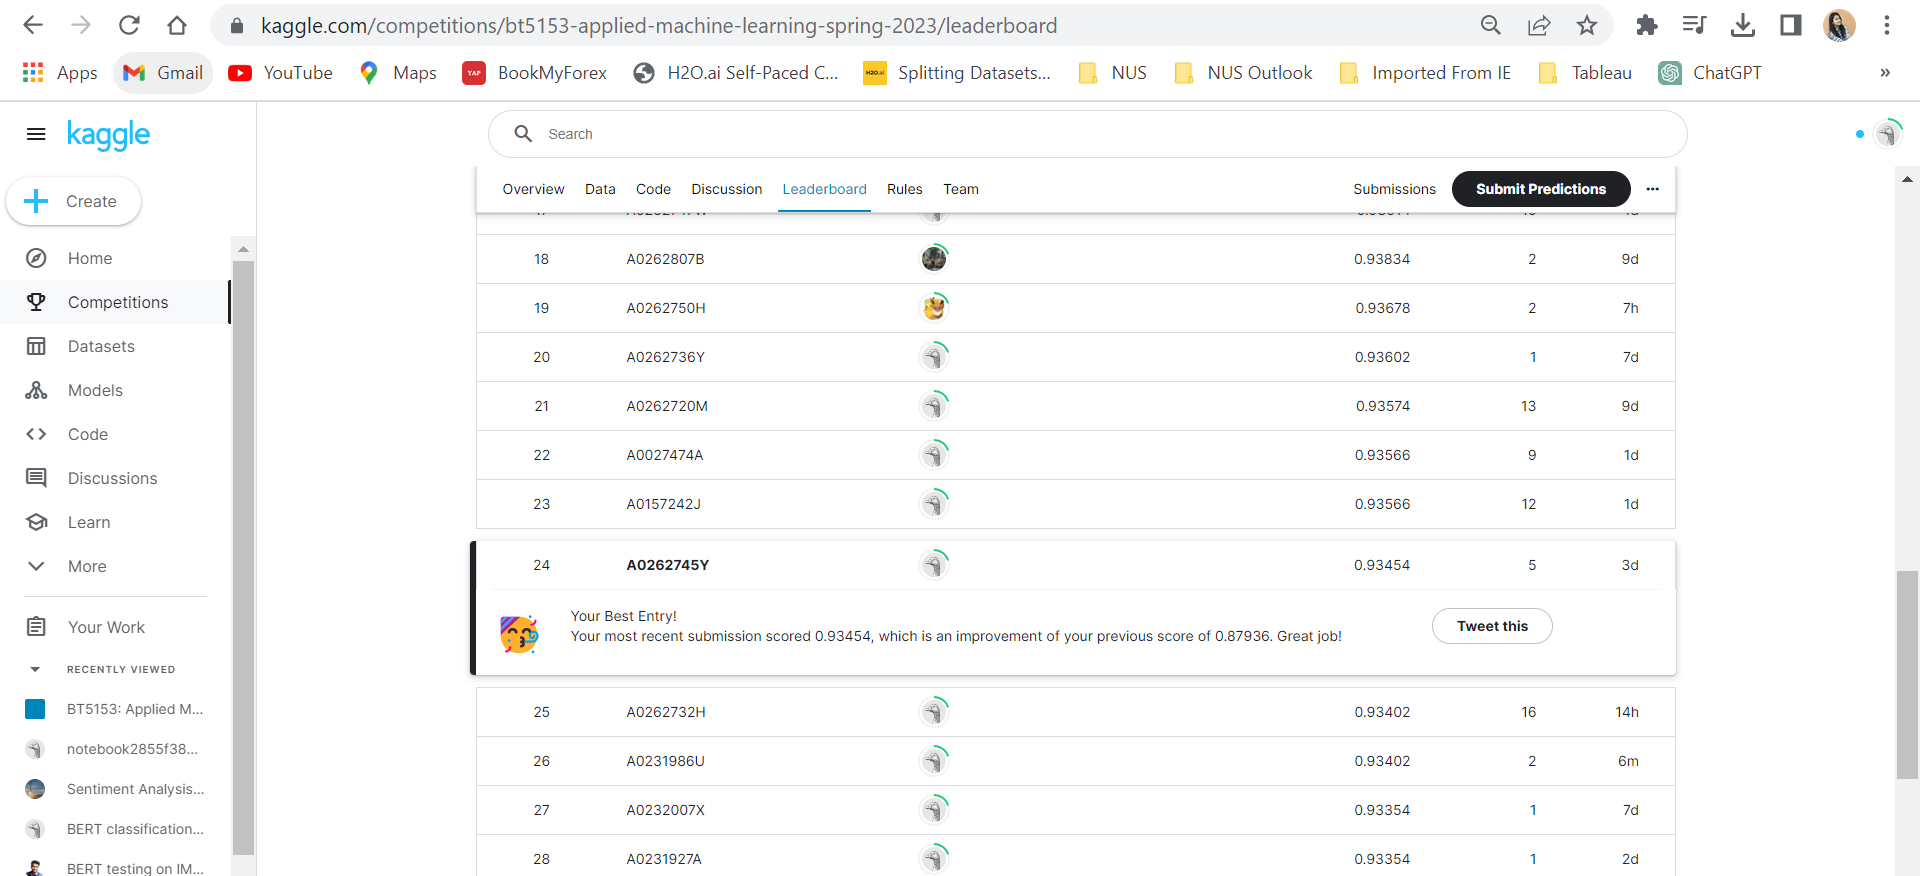 kaggle.com/competitions/bt5153-applied-machine-learning-spring-2023/leaderboard
Apps Gmail YouTube Maps YAP BookMyForex H2O.ai Self-Paced C... H2O.ai Splitting Datasets... NUS NUS Outlook Imported From IE Tableau ChatGPT »
kaggle
Search
Create
Home
Competitions
Datasets
Models
Code
Discussions
Learn
More
Your Work
RECENTLY VIEWED
BT5153: Applied M...
notebook2855f38...
Sentiment Analysis...
BERT classification...
BERT testing on IM...
Overview Data Code Discussion Leaderboard Rules Team Submissions Submit Predictions
18 A0262807B 0.93834 2 9d
19 A0262750H 0.93678 2 7h
20 A0262736Y 0.93602 1 7d
21 A0262720M 0.93574 13 9d
22 A0027474A 0.93566 9 1d
23 A0157242J 0.93566 12 1d
24 A0262745Y 0.93454 5 3d
Your Best Entry!
Your most recent submission scored 0.93454, which is an improvement of your previous score of 0.87936. Great job!
Tweet this
25 A0262732H 0.93402 16 14h
26 A0231986U 0.93402 2 6m
27 A0232007X 0.93354 1 7d
28 A0231927A 0.93354 1 2d